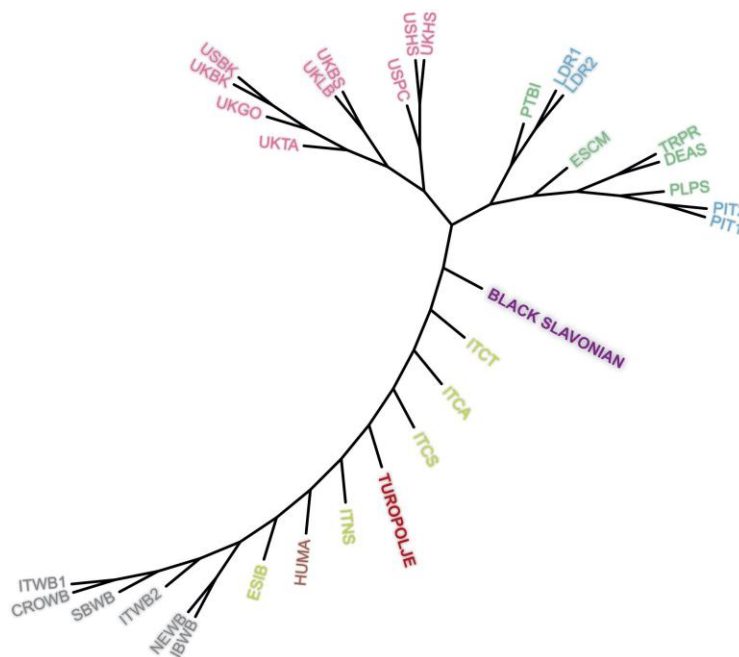 USBK
UKBK
UKGO
UKTA
UKBS
UKLB
USHS
UKHS
USPC
PTBI
LDR1
LDR2
ESCM
TRPR
DEAS
PLPS
PIT2
PIT1
BLACK SLAVONIAN
ITCT
ITCA
ITCS
TUROPOLJE
ITNS
HUMA
ESIB
IBWB
NEWB
ITWB2
SBWB
CROWB
ITWB1